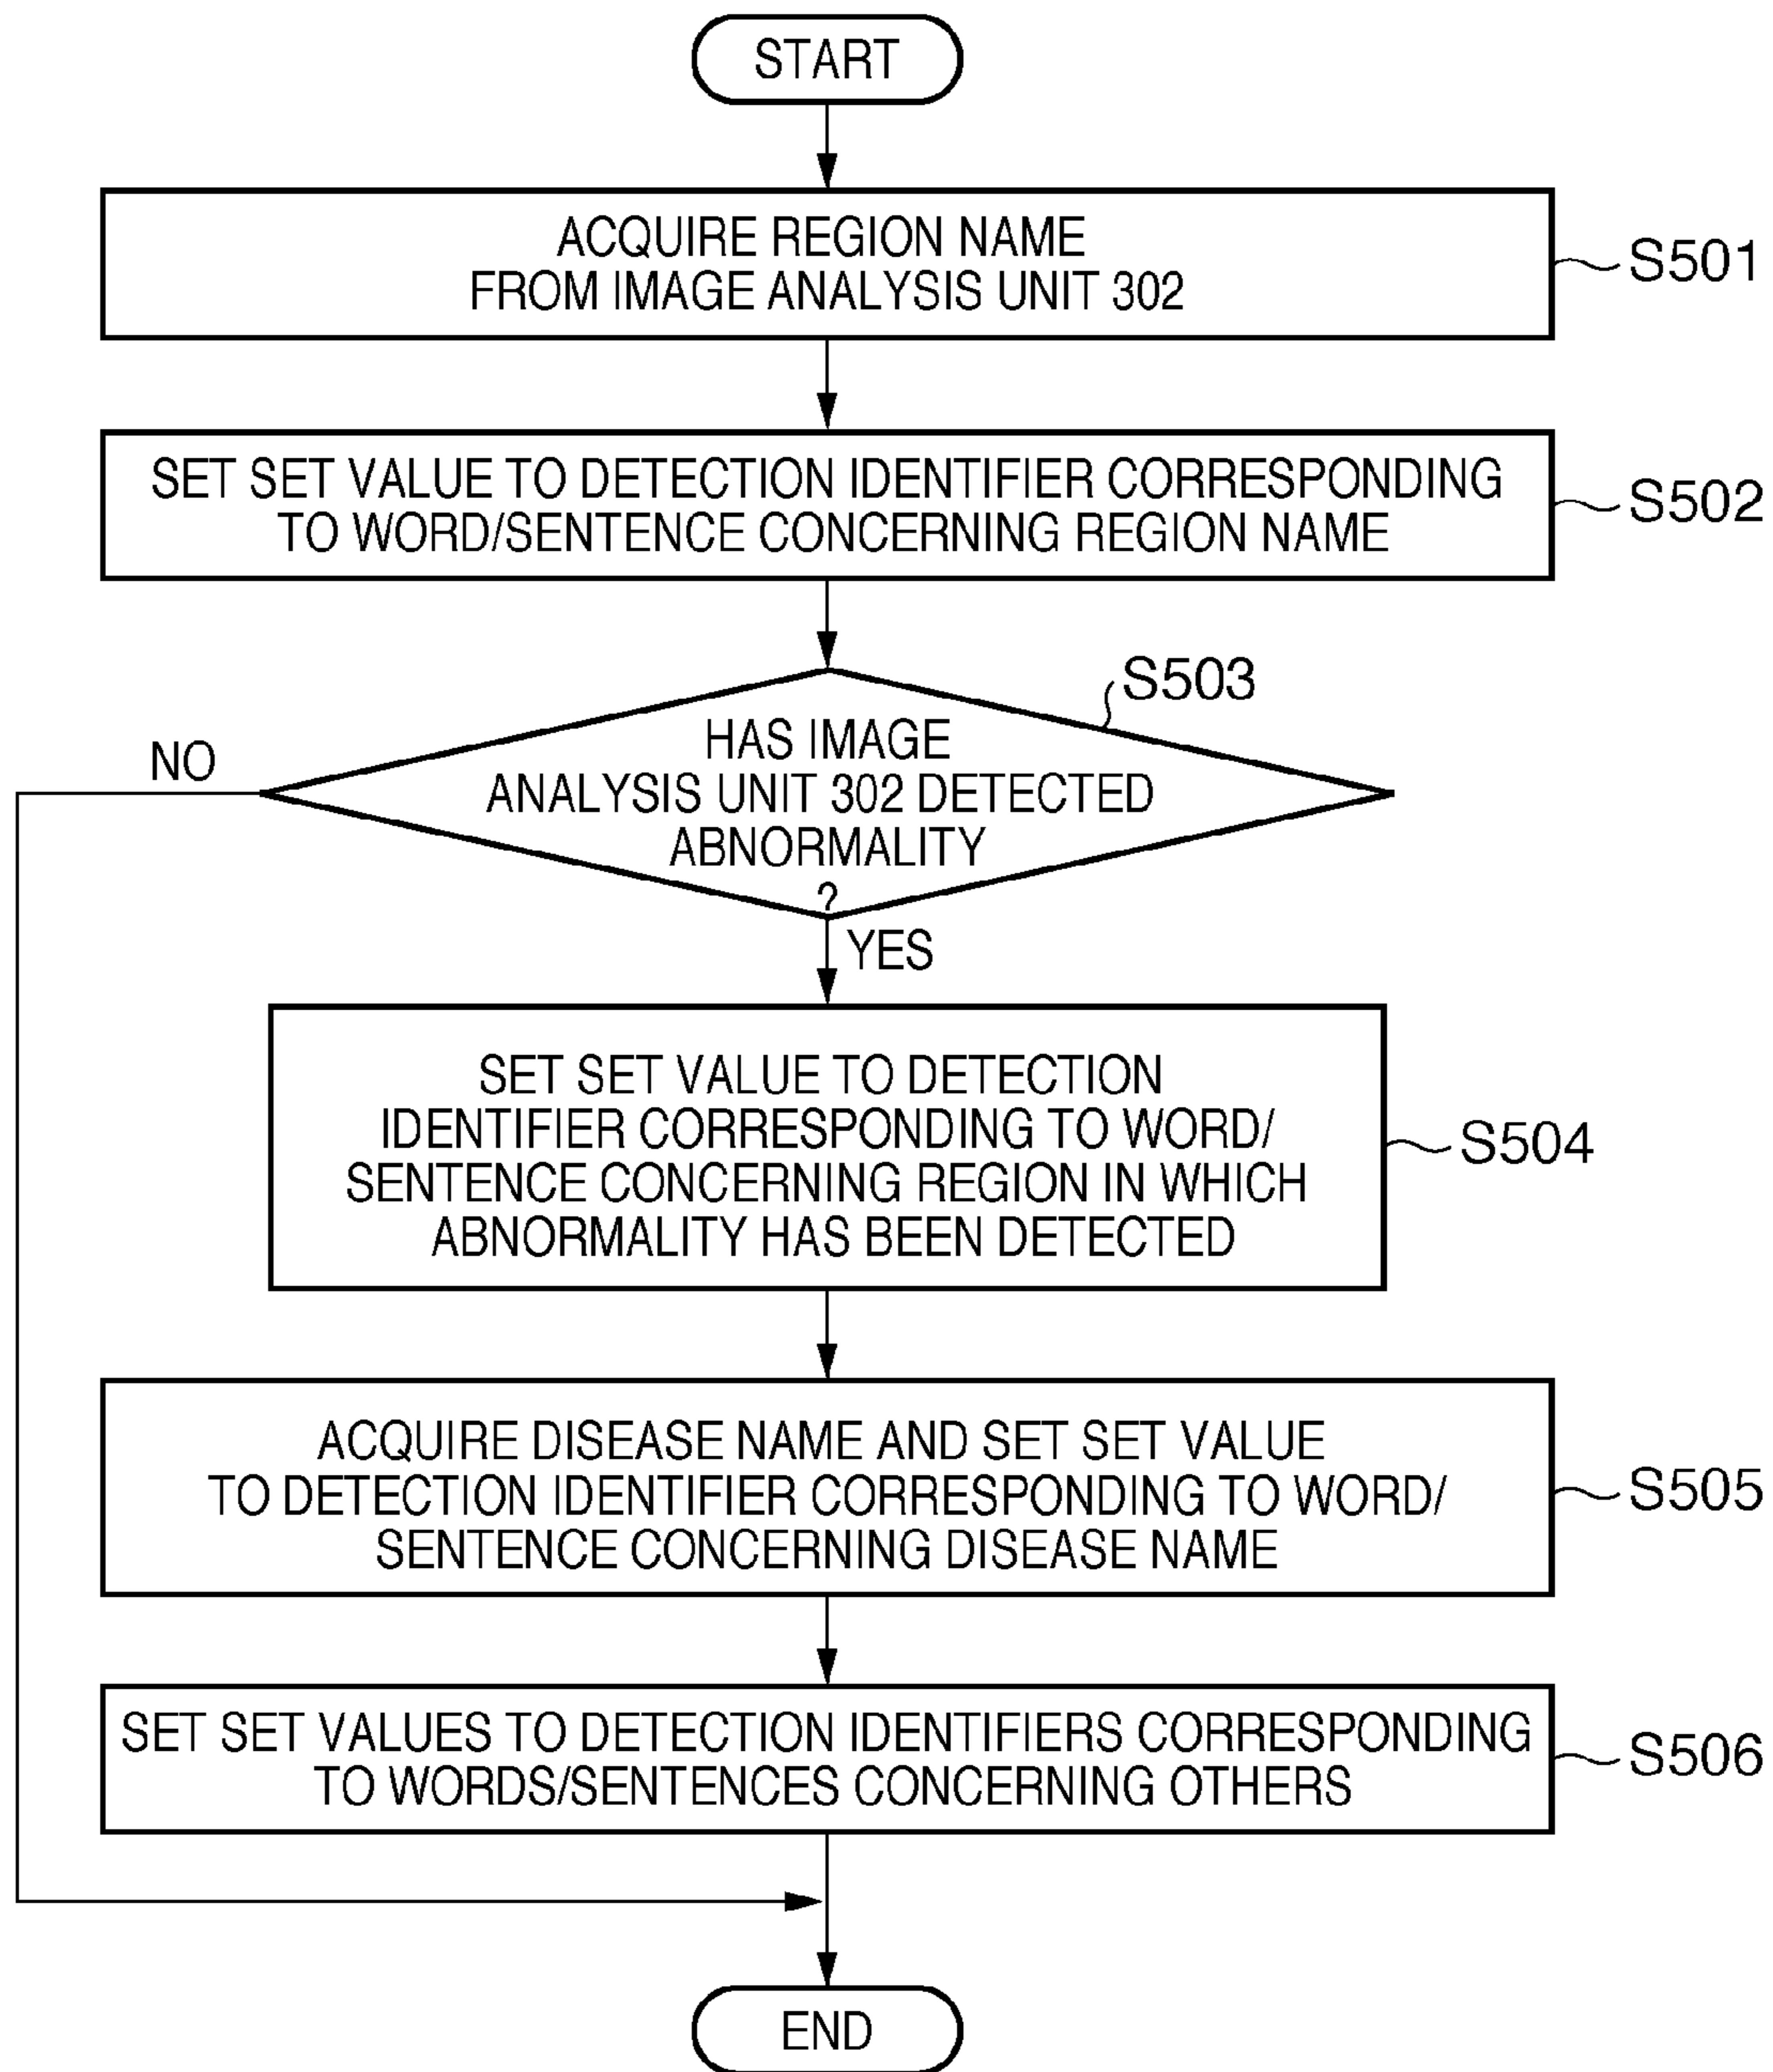 START
ACQUIRE REGION NAME
FROM IMAGE ANALYSIS UNIT 302
S501
SET SET VALUE TO DETECTION IDENTIFIER CORRESPONDING
TO WORD/SENTENCE CONCERNING REGION NAME
S502
S503
HAS IMAGE
ANALYSIS UNIT 302 DETECTED
ABNORMALITY
?
NO
YES
SET SET VALUE TO DETECTION
IDENTIFIER CORRESPONDING TO WORD/
SENTENCE CONCERNING REGION IN WHICH
ABNORMALITY HAS BEEN DETECTED
S504
ACQUIRE DISEASE NAME AND SET SET VALUE
TO DETECTION IDENTIFIER CORRESPONDING TO WORD/
SENTENCE CONCERNING DISEASE NAME
S505
SET SET VALUES TO DETECTION IDENTIFIERS CORRESPONDING
TO WORDS/SENTENCES CONCERNING OTHERS
S506
END